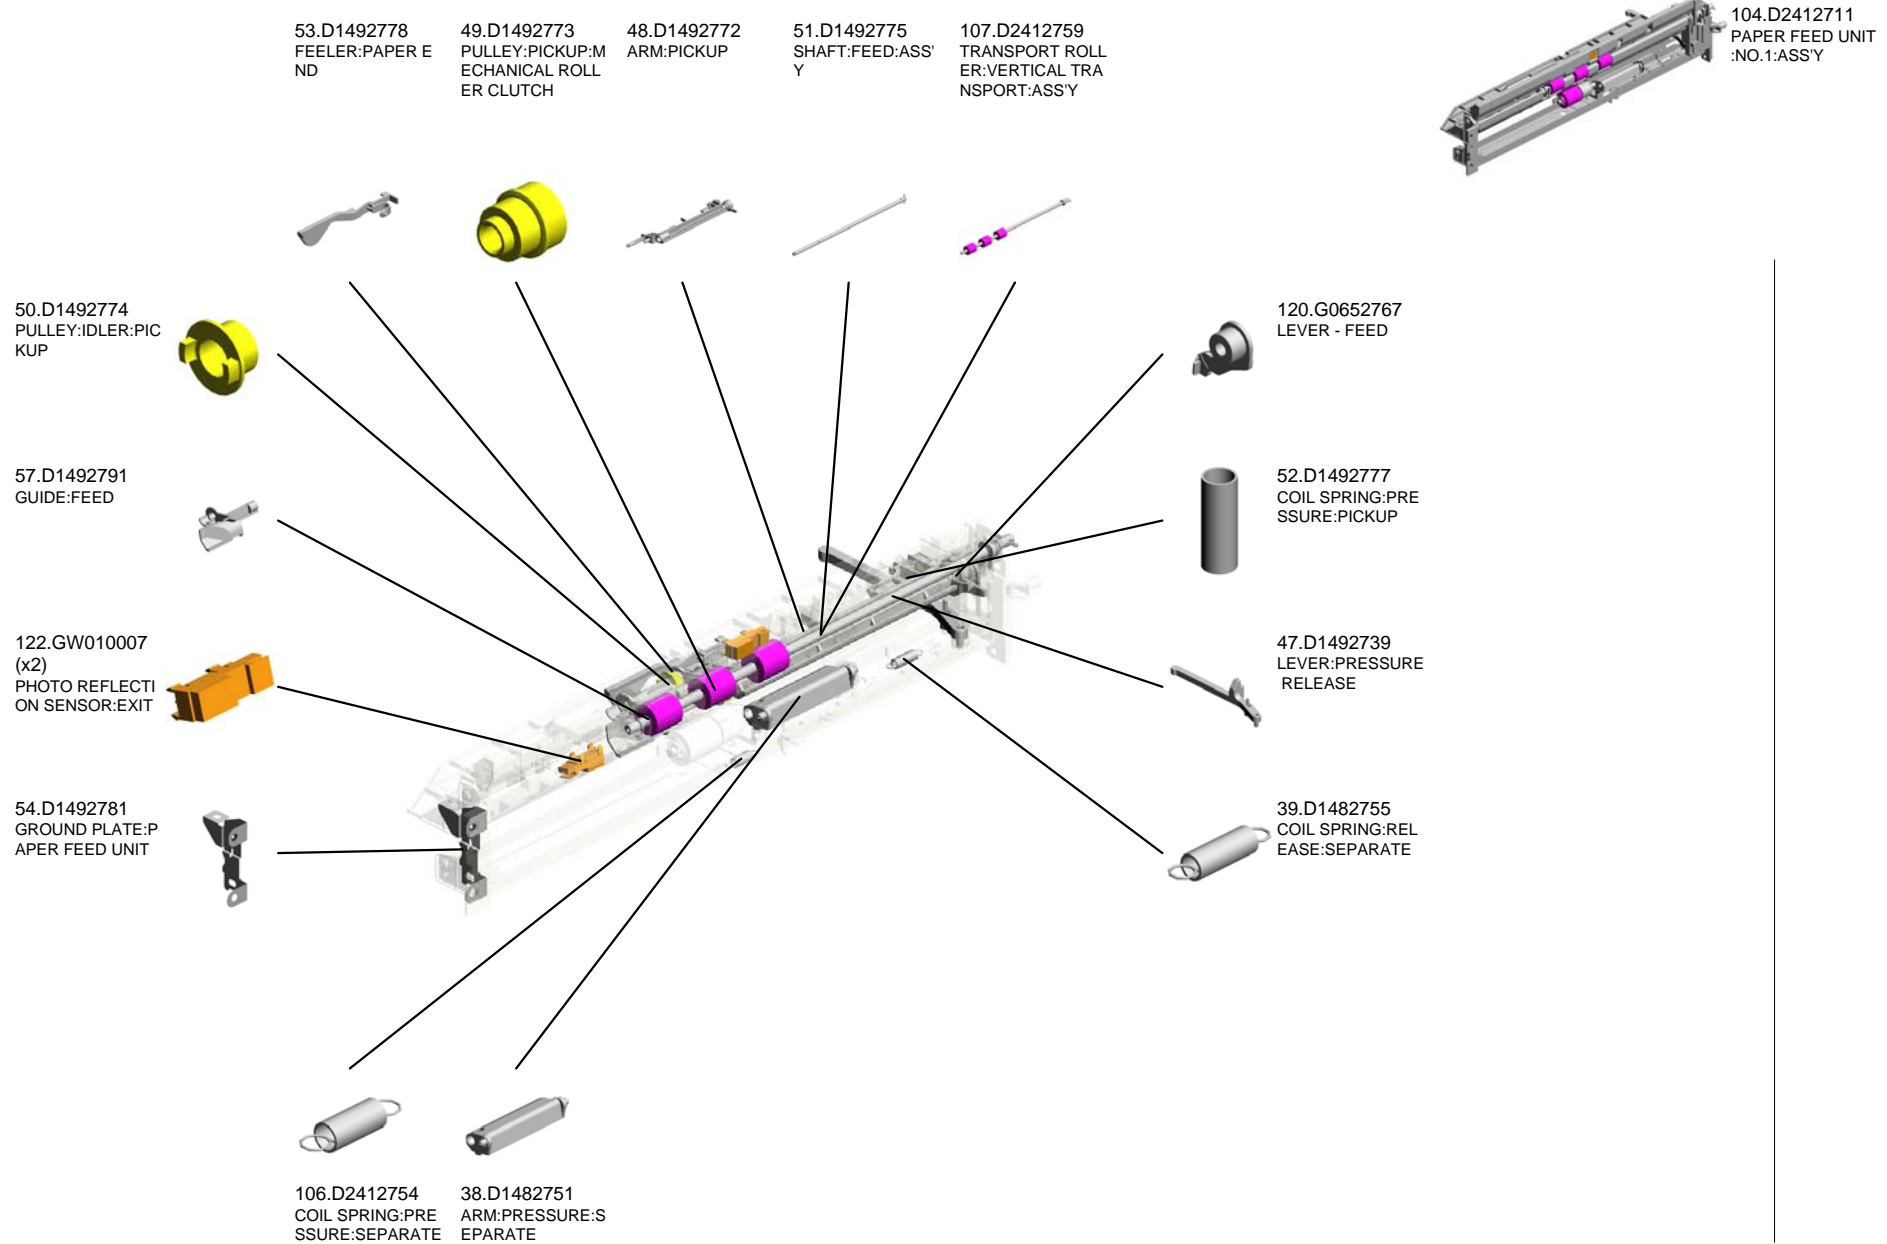 53.D1492778
FEELER:PAPER E
ND
49.D1492773
PULLEY:PICKUP:M
ECHANICAL ROLL
ER CLUTCH
48.D1492772
ARM:PICKUP
51.D1492775
SHAFT:FEED:ASS'
Y
107.D2412759
TRANSPORT ROLL
ER:VERTICAL TRA
NSPORT:ASS'Y
104.D2412711
PAPER FEED UNIT
:NO.1:ASS'Y
50.D1492774
PULLEY:IDLER:PIC
KUP
120.G0652767
LEVER - FEED
57.D1492791
GUIDE:FEED
52.D1492777
COIL SPRING:PRE
SSURE:PICKUP
122.GW010007
(x2)
PHOTO REFLECTI
ON SENSOR:EXIT
47.D1492739
LEVER:PRESSURE
RELEASE
54.D1492781
GROUND PLATE:P
APER FEED UNIT
39.D1482755
COIL SPRING:REL
EASE:SEPARATE
106.D2412754
COIL SPRING:PRE
SSURE:SEPARATE
38.D1482751
ARM:PRESSURE:S
EPARATE